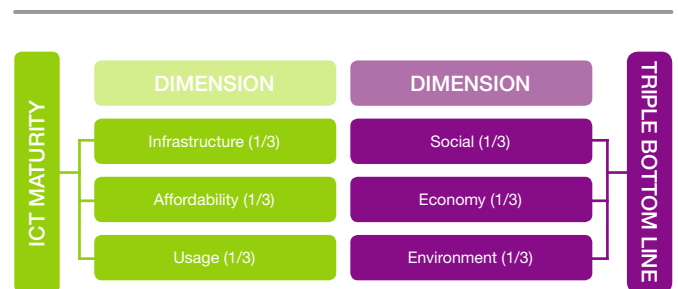 ICT MATURITY
DIMENSION
Infrastructure (1/3)
Affordability (1/3)
Usage (1/3)
DIMENSION
Social (1/3)
Economy (1/3)
Environment (1/3)
TRIPLE BOTTOM LINE